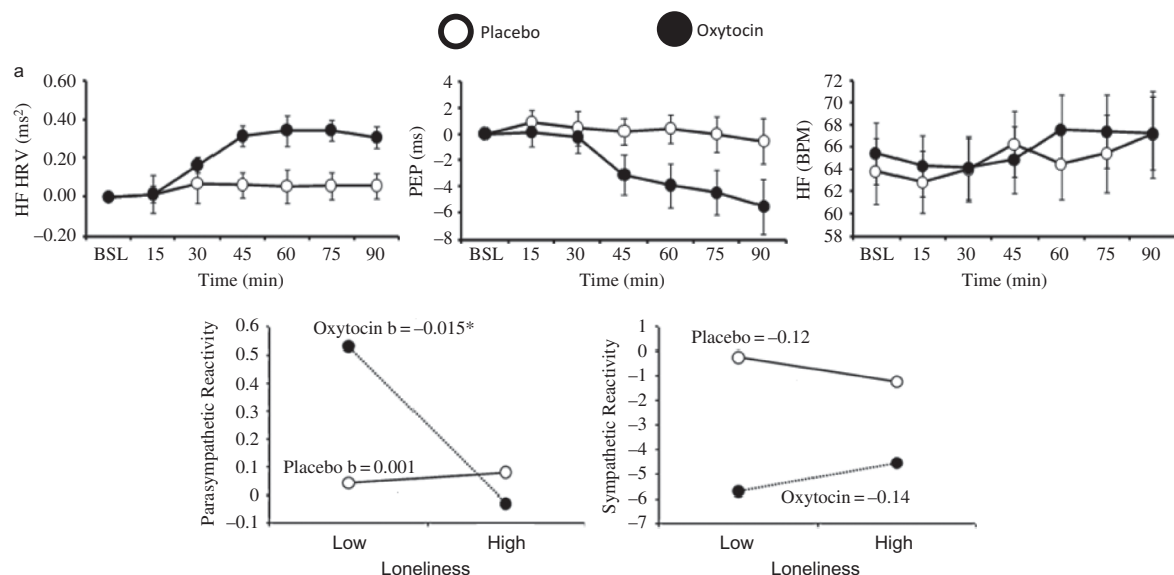 Placebo
Oxytocin
a
HF HRV (ms²)
0.60
0.40
0.20
0.00
−0.20
BSL 15 30 45 60 75 90
Time (min)
PEP (ms)
4
2
0
−2
−4
−6
−8
BSL 15 30 45 60 75 90
Time (min)
HF (BPM)
72
70
68
66
64
62
60
58
BSL 15 30 45 60 75 90
Time (min)
Parasympathetic Reactivity
0.6
0.5
0.4
0.3
0.2
0.1
0
−0.1
Oxytocin b = −0.015*
Placebo b = 0.001
Low High
Loneliness
Sympathetic Reactivity
1
0
−1
−2
−3
−4
−5
−6
−7
Placebo = −0.12
Oxytocin = −0.14
Low High
Loneliness